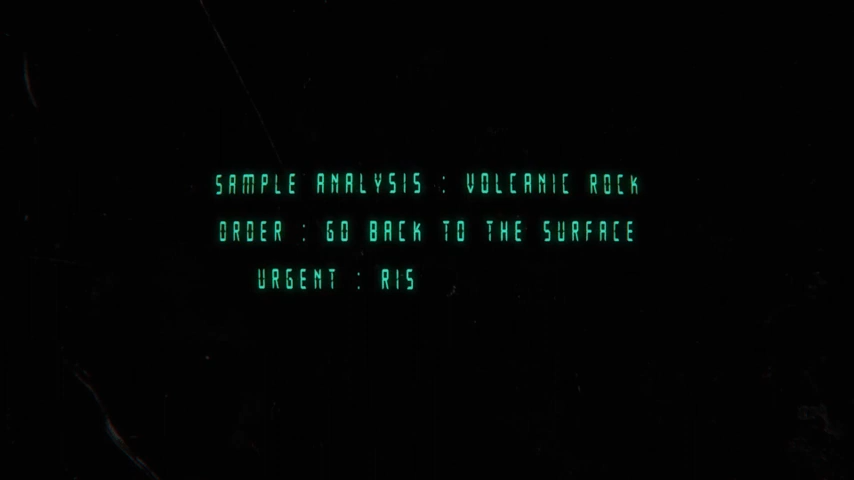 SAMPLE ANALYSIS : VOLCANIC ROCK
ORDER : GO BACK TO THE SURFACE
URGENT : RIS